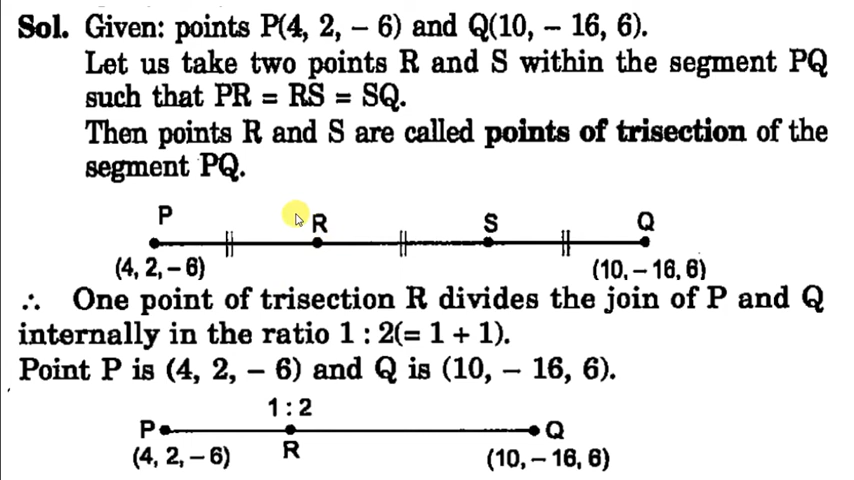 Sol. Given: points P(4, 2, – 6) and Q(10, – 16, 6).
Let us take two points R and S within the segment PQ
such that PR = RS = SQ.
Then points R and S are called points of trisection of the
segment PQ.
P R S Q
(4, 2, – 6) (10, – 16, 6)
∴ One point of trisection R divides the join of P and Q
internally in the ratio 1 : 2(= 1 + 1).
Point P is (4, 2, – 6) and Q is (10, – 16, 6).
1 : 2
P Q
(4, 2, – 6) R (10, – 16, 6)